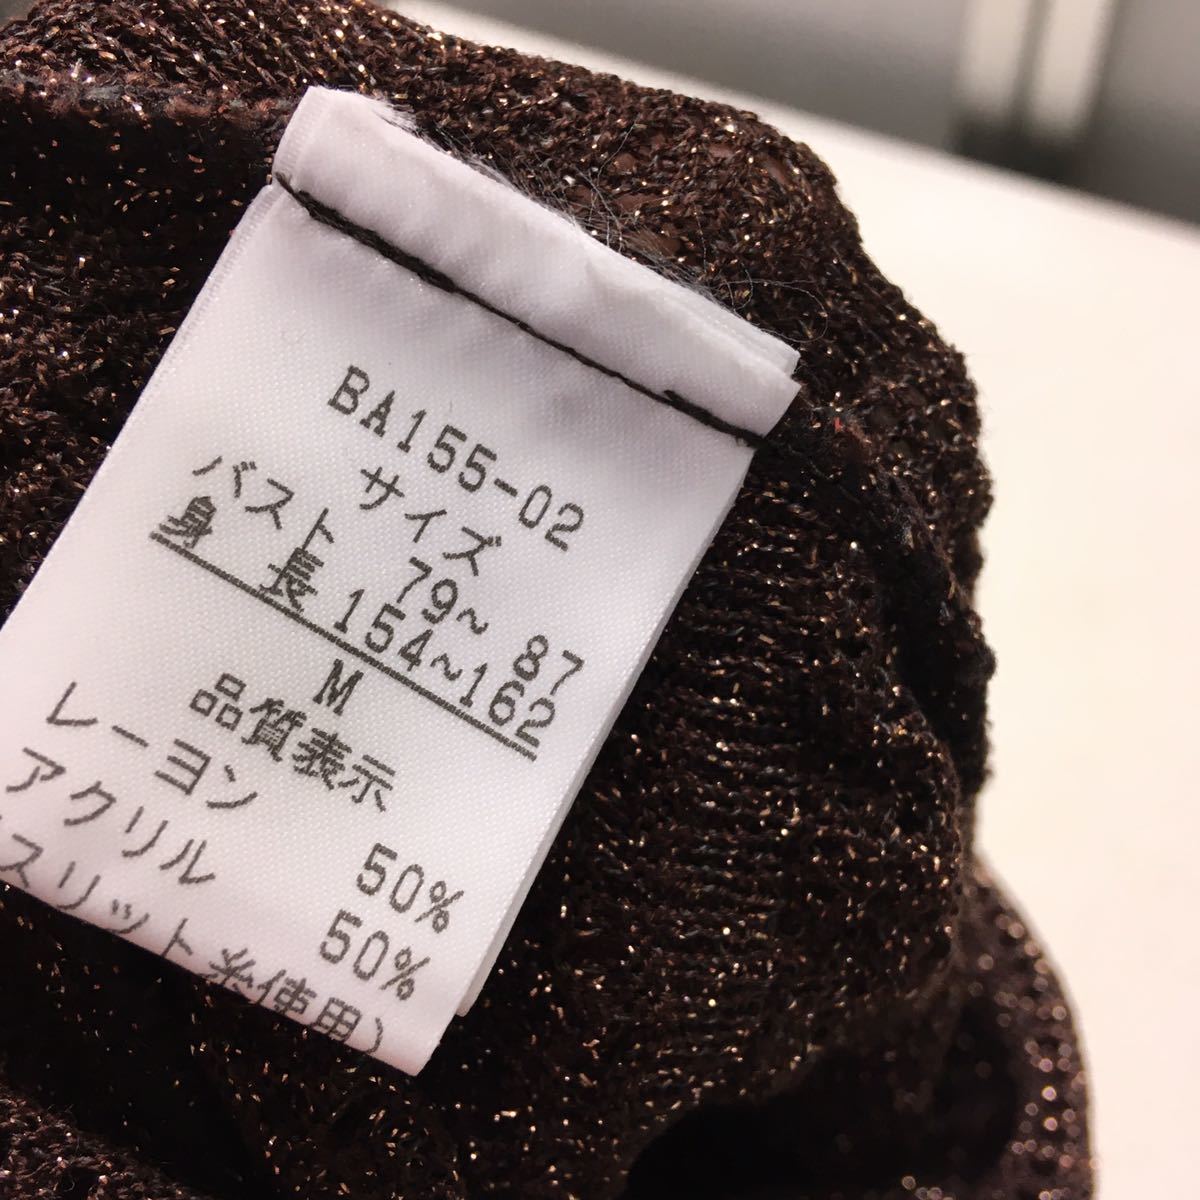 BA155-02
サイズ
バスト 79~ 87
身 長 154~162
M
品質表示
レーヨン 50%
アクリル 50%
スリット糸使用)